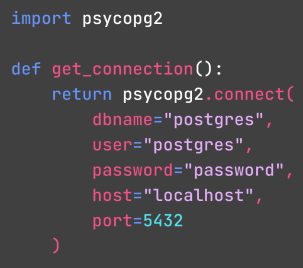 import psycopg2

def get_connection():
    return psycopg2.connect(
        dbname="postgres",
        user="postgres",
        password="password",
        host="localhost",
        port=5432
    )